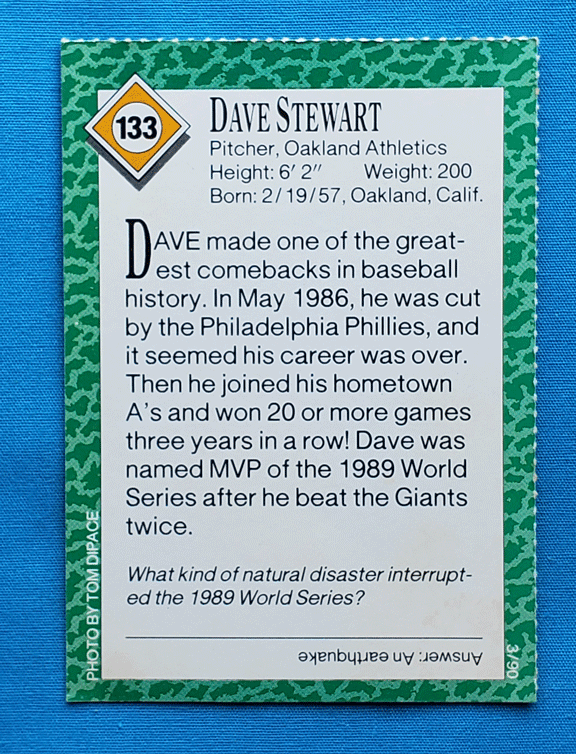 133
DAVE STEWART
Pitcher, Oakland Athletics
Height: 6′ 2″ Weight: 200
Born: 2/19/57, Oakland, Calif.
DAVE made one of the great-
est comebacks in baseball
history. In May 1986, he was cut
by the Philadelphia Phillies, and
it seemed his career was over.
Then he joined his hometown
A's and won 20 or more games
three years in a row! Dave was
named MVP of the 1989 World
Series after he beat the Giants
twice.
What kind of natural disaster interrupt-
ed the 1989 World Series?
Answer: An earthquake
PHOTO BY TOM DIPACE
3/90